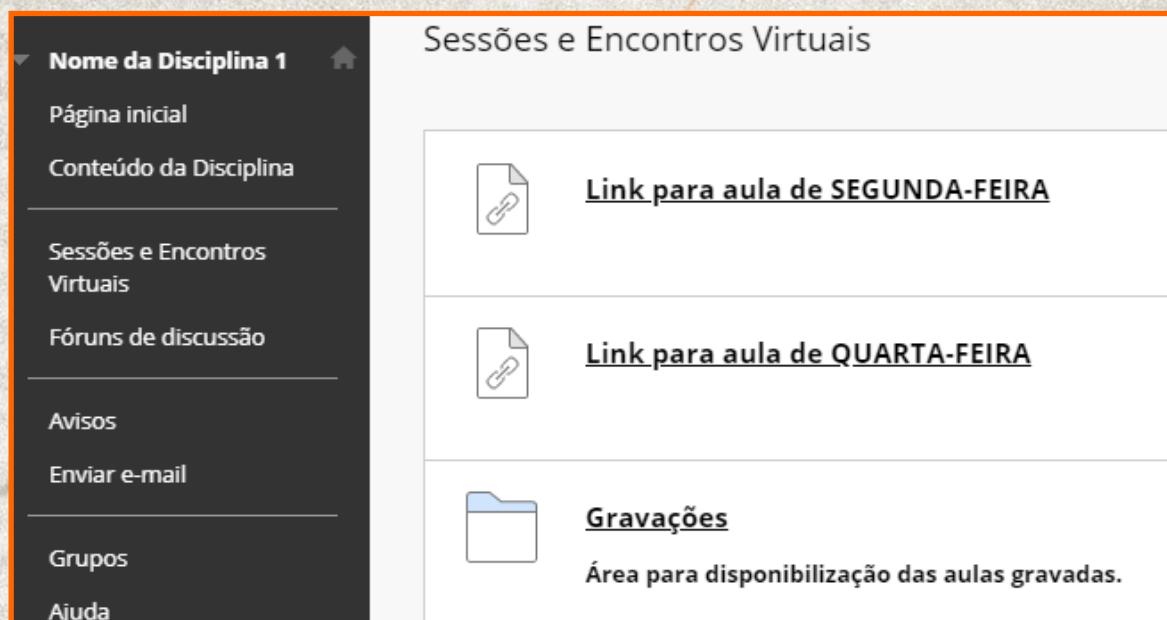 Nome da Disciplina 1
Página inicial
Conteúdo da Disciplina
Sessões e Encontros
Virtuais
Fóruns de discussão
Avisos
Enviar e-mail
Grupos
Ajuda
Sessões e Encontros Virtuais
Link para aula de SEGUNDA-FEIRA
Link para aula de QUARTA-FEIRA
Gravações
Área para disponibilização das aulas gravadas.